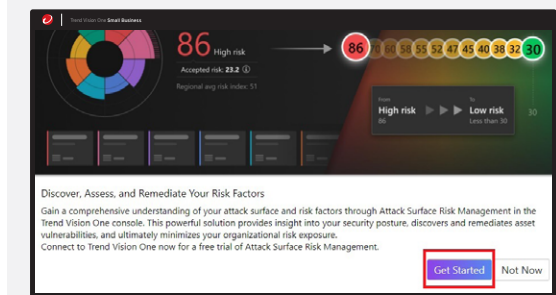 Trend Vision One Small Business
86 High risk
Accepted risk: 23.2
Regional avg risk index: 51
86 70 60 58 55 52 47 45 40 38 32 30
From To
High risk Low risk
86 Less than 30
30
Discover, Assess, and Remediate Your Risk Factors
Gain a comprehensive understanding of your attack surface and risk factors through Attack Surface Risk Management in the
Trend Vision One console. This powerful solution provides insight into your security posture, discovers and remediates asset
vulnerabilities, and ultimately minimizes your organizational risk exposure.
Connect to Trend Vision One now for a free trial of Attack Surface Risk Management.
Get Started Not Now